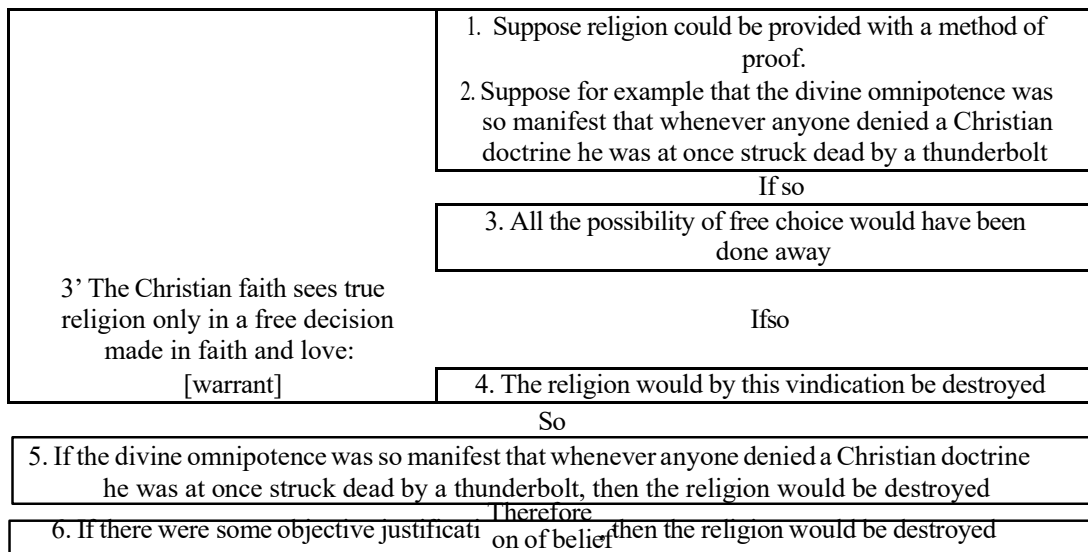 1. Suppose religion could be provided with a method of
proof.
2. Suppose for example that the divine omnipotence was
so manifest that whenever anyone denied a Christian
doctrine he was at once struck dead by a thunderbolt
If so
3. All the possibility of free choice would have been
done away
3’ The Christian faith sees true
religion only in a free decision
made in faith and love:
[warrant]
Ifso
4. The religion would by this vindication be destroyed
So
5. If the divine omnipotence was so manifest that whenever anyone denied a Christian doctrine
he was at once struck dead by a thunderbolt, then the religion would be destroyed
Therefore
6. If there were some objective justificati
on of belief
, then the religion would be destroyed